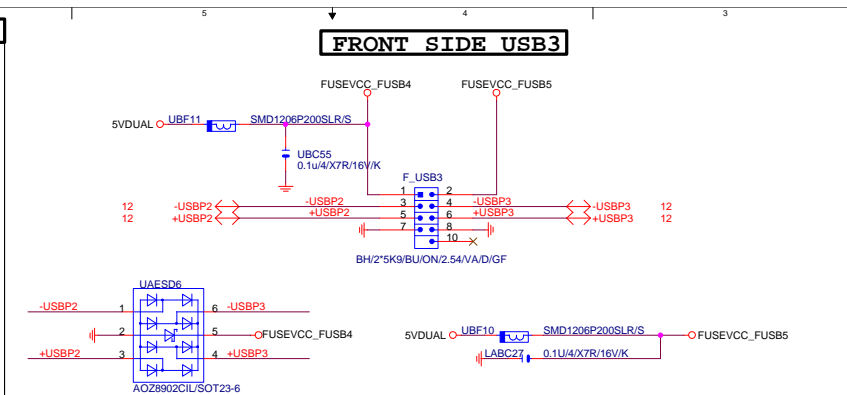 5 4 3
FRONT SIDE USB3
FUSEVCC_FUSB4 FUSEVCC_FUSB5
5VDUAL UBF11 SMD1206P200SLR/S
UBC55
0.1u/4/X7R/16V/K
F_USB3
1 2
12 -USBP2 -USBP2 3 4 -USBP3 -USBP3 12
12 +USBP2 +USBP2 5 6 +USBP3 +USBP3 12
7 8
10
BH/2*5K9/BU/ON/2.54/VA/D/GF
UAESD6
-USBP2 1 6 -USBP3
2 5 FUSEVCC_FUSB4
+USBP2 3 4 +USBP3
AOZ8902CIL/SOT23-6
5VDUAL UBF10 SMD1206P200SLR/S FUSEVCC_FUSB5
LABC27 0.1U/4/X7R/16V/K